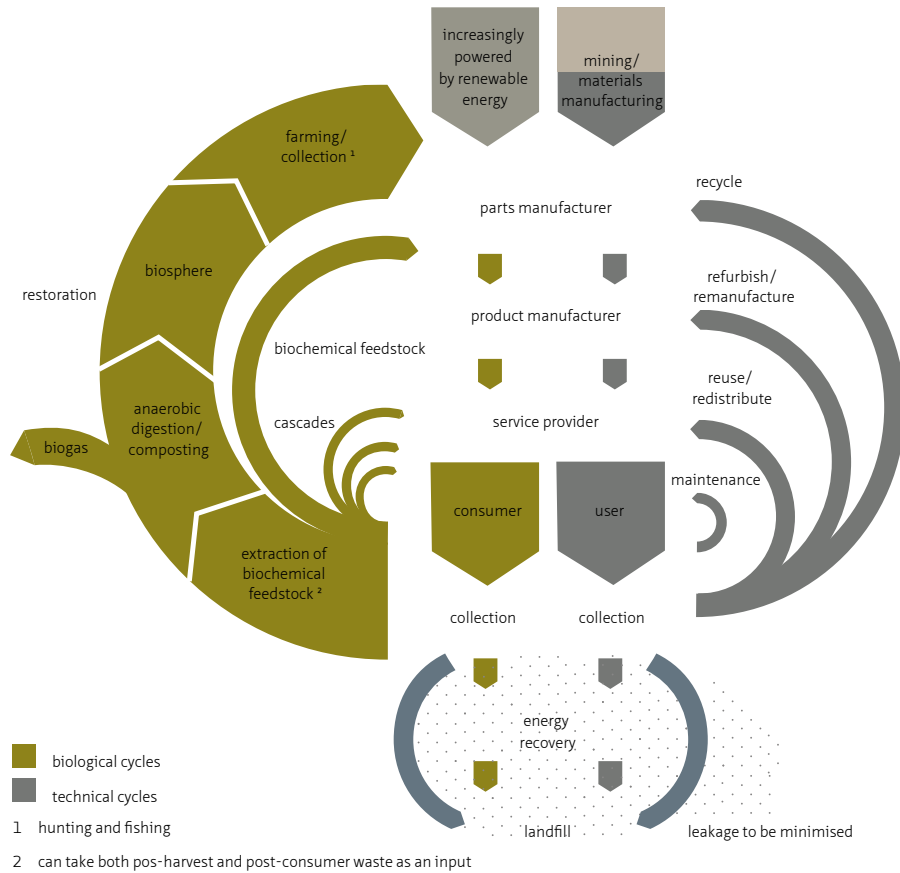 increasingly
powered
by renewable
energy
mining/
materials
manufacturing
farming/
collection ¹
recycle
parts manufacturer
biosphere
refurbish/
remanufacture
restoration
product manufacturer
biochemical feedstock
reuse/
redistribute
anaerobic
digestion/
composting
cascades
service provider
biogas
maintenance
consumer
user
extraction of
biochemical
feedstock ²
collection
collection
energy
recovery
landfill
leakage to be minimised
biological cycles
technical cycles
1 hunting and fishing
2 can take both pos-harvest and post-consumer waste as an input